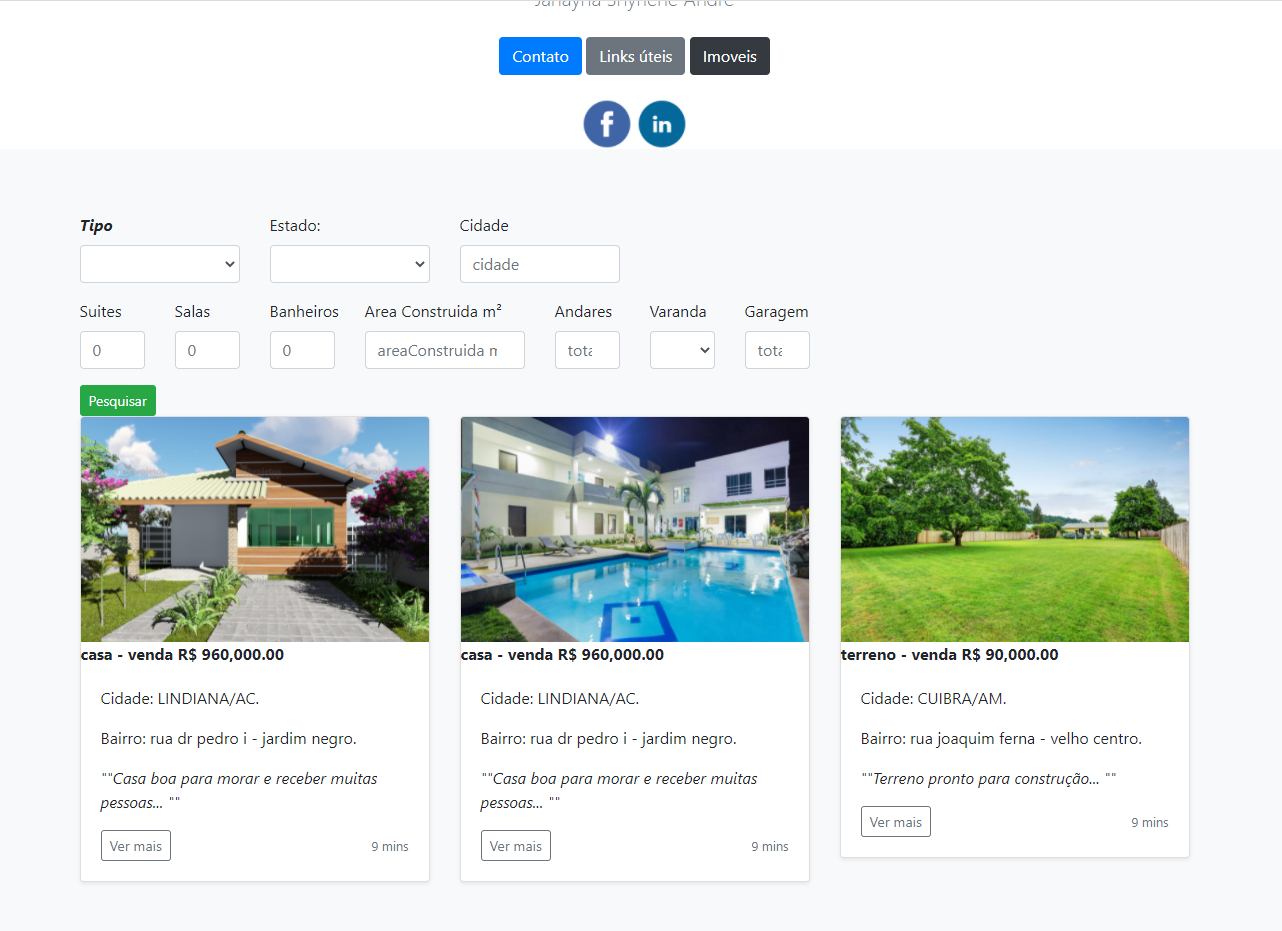 Janayna Shyriene André
Contato Links úteis Imoveis
f in
Tipo Estado: Cidade
cidade
Suites Salas Banheiros Area Construida m² Andares Varanda Garagem
0 0 0 areaConstruida m tota tota
Pesquisar
casa - venda R$ 960,000.00
Cidade: LINDIANA/AC.
Bairro: rua dr pedro i - jardim negro.
""Casa boa para morar e receber muitas
pessoas... ""
Ver mais 9 mins
casa - venda R$ 960,000.00
Cidade: LINDIANA/AC.
Bairro: rua dr pedro i - jardim negro.
""Casa boa para morar e receber muitas
pessoas... ""
Ver mais 9 mins
terreno - venda R$ 90,000.00
Cidade: CUIBRA/AM.
Bairro: rua joaquim ferna - velho centro.
""Terreno pronto para construção... ""
Ver mais 9 mins